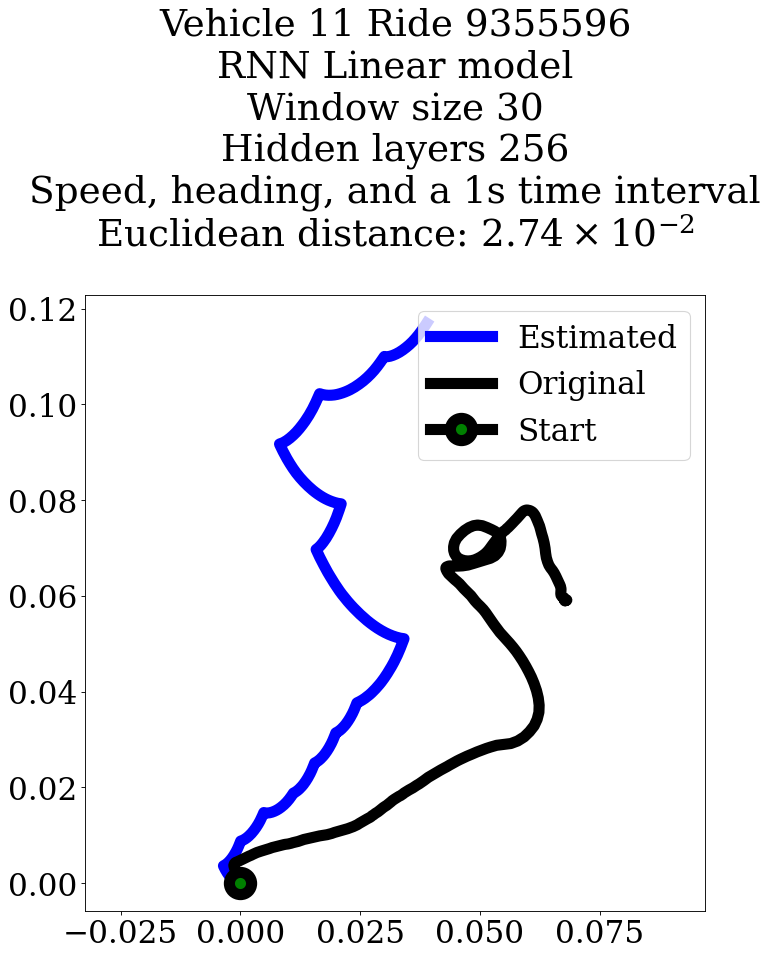 Vehicle 11 Ride 9355596
RNN Linear model
Window size 30
Hidden layers 256
Speed, heading, and a 1s time interval
Euclidean distance: 2.74 × 10⁻²
Estimated
Original
Start
0.12
0.10
0.08
0.06
0.04
0.02
0.00
−0.025 0.000 0.025 0.050 0.075